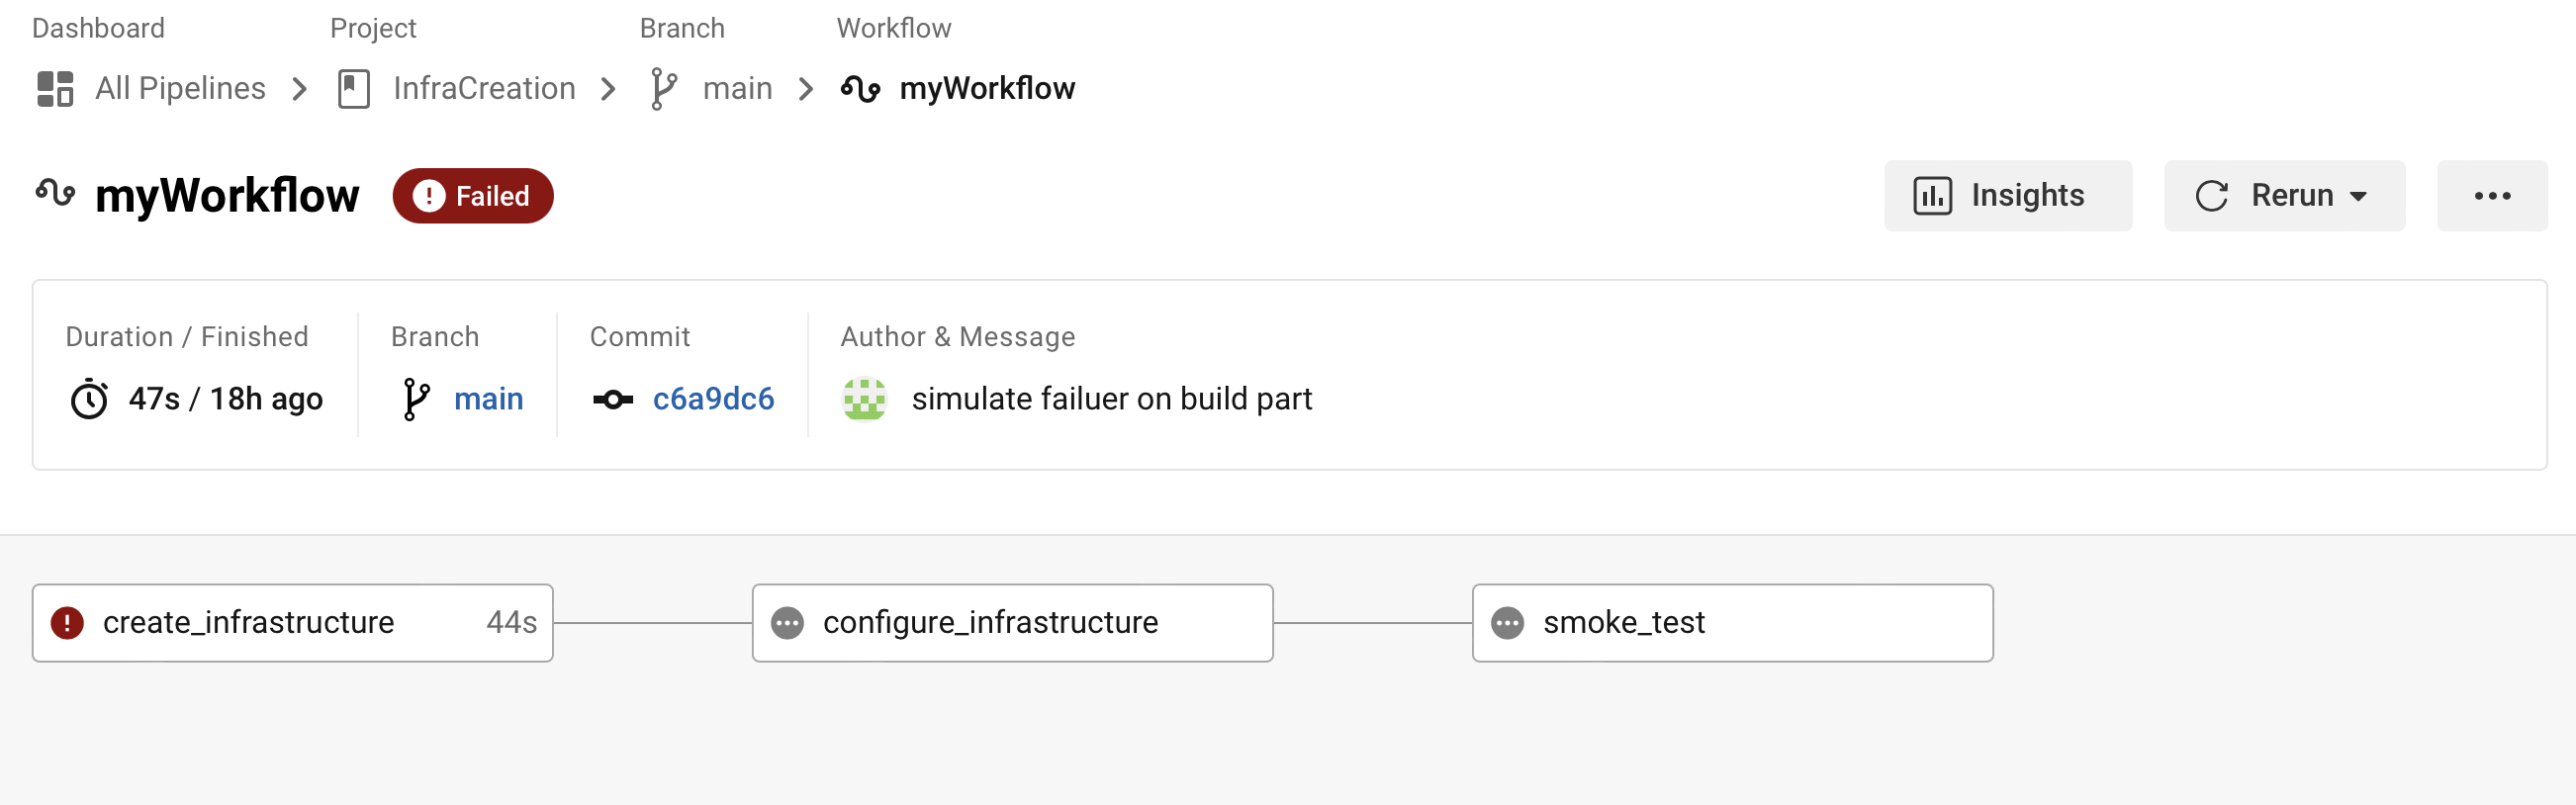 Dashboard Project Branch Workflow
All Pipelines InfraCreation main myWorkflow
myWorkflow Failed Insights Rerun
Duration / Finished Branch Commit Author & Message
47s / 18h ago main c6a9dc6 simulate failuer on build part
create_infrastructure 44s configure_infrastructure smoke_test